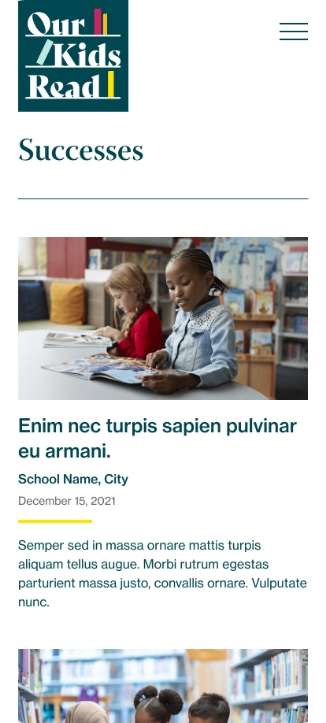 Our
Kids
Read
Successes
Enim nec turpis sapien pulvinar
eu armani.
School Name, City
December 15, 2021
Semper sed in massa ornare mattis turpis
aliquam tellus augue. Morbi rutrum egestas
parturient massa justo, convallis ornare. Vulputate
nunc.